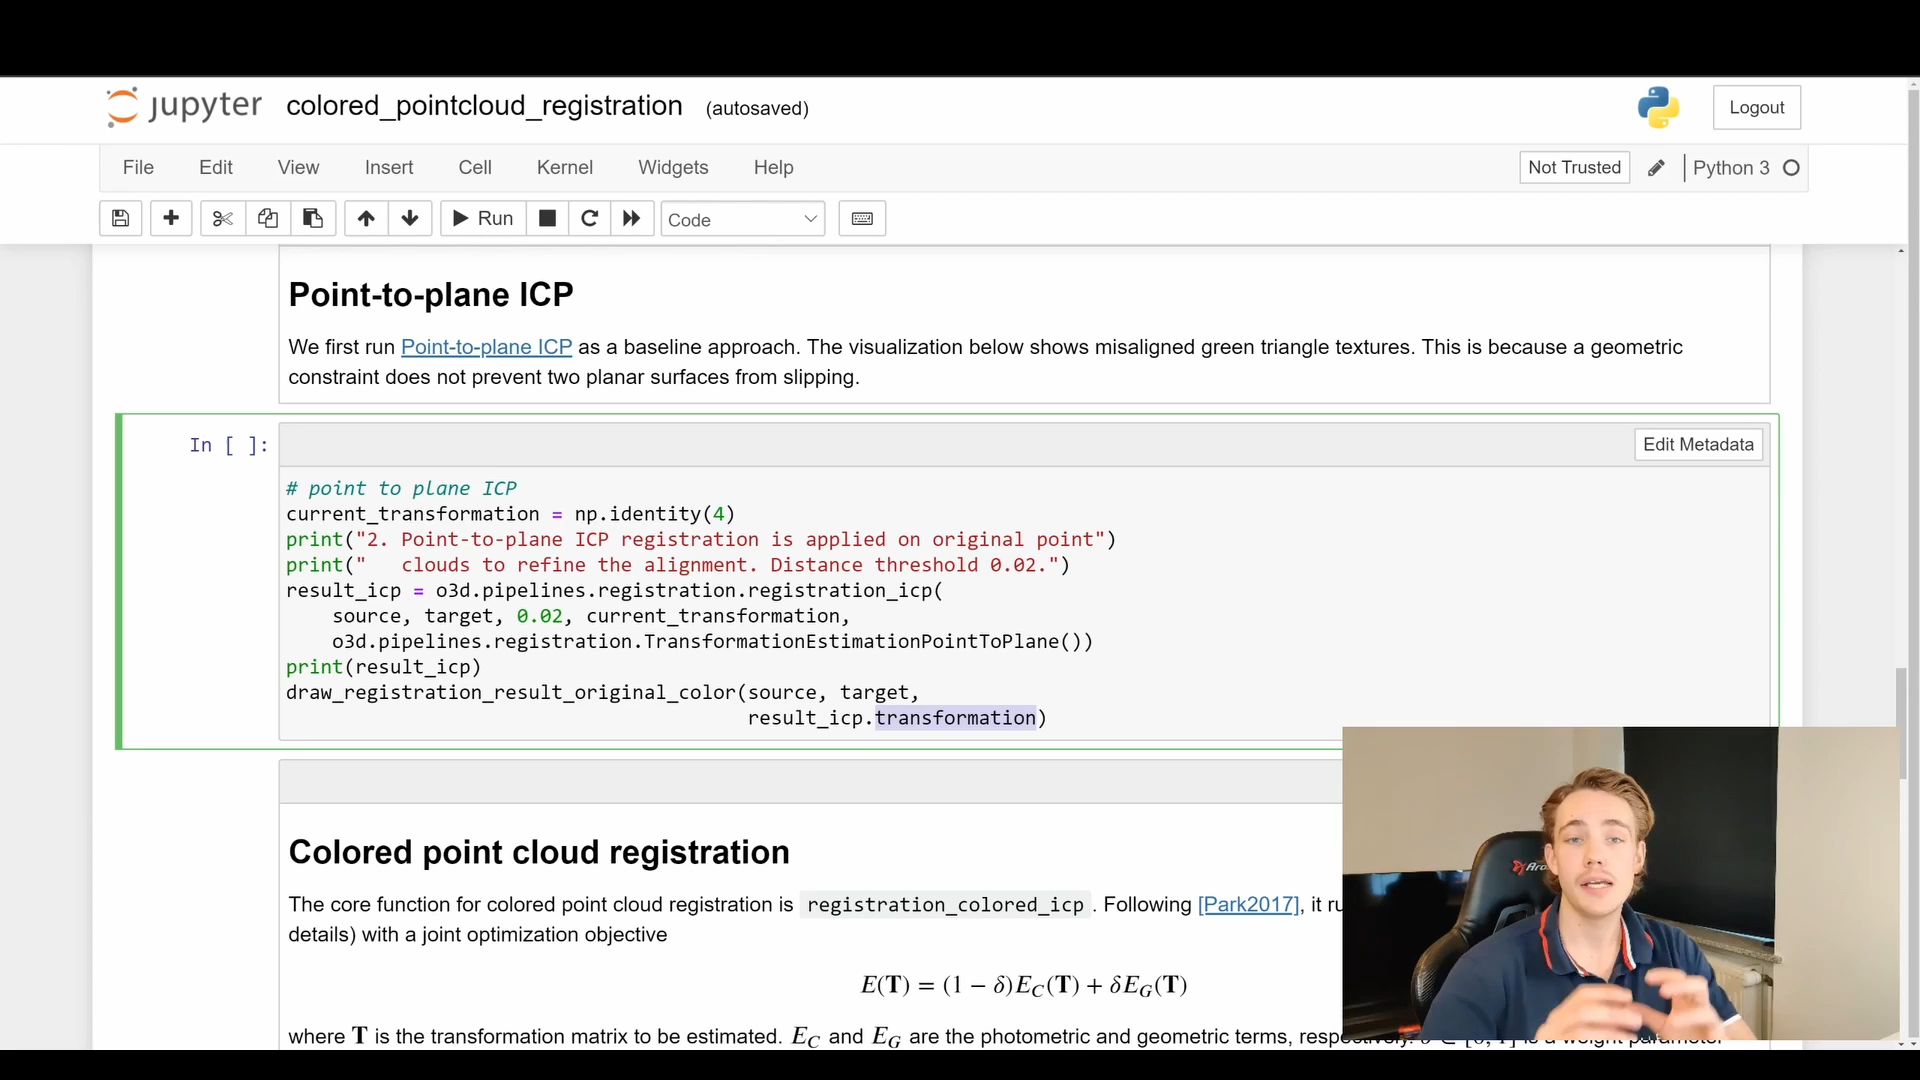 jupyter colored_pointcloud_registration (autosaved) Logout
File Edit View Insert Cell Kernel Widgets Help Not Trusted Python 3
Run Code
Point-to-plane ICP
We first run Point-to-plane ICP as a baseline approach. The visualization below shows misaligned green triangle textures. This is because a geometric
constraint does not prevent two planar surfaces from slipping.
In [ ]: Edit Metadata
# point to plane ICP
current_transformation = np.identity(4)
print("2. Point-to-plane ICP registration is applied on original point")
print("   clouds to refine the alignment. Distance threshold 0.02.")
result_icp = o3d.pipelines.registration.registration_icp(
    source, target, 0.02, current_transformation,
    o3d.pipelines.registration.TransformationEstimationPointToPlane())
print(result_icp)
draw_registration_result_original_color(source, target,
                                        result_icp.transformation)
Colored point cloud registration
The core function for colored point cloud registration is registration_colored_icp . Following [Park2017], it
details) with a joint optimization objective
E(T) = (1 − δ)E_C(T) + δE_G(T)
where T is the transformation matrix to be estimated. E_C and E_G are the photometric and geometric terms,